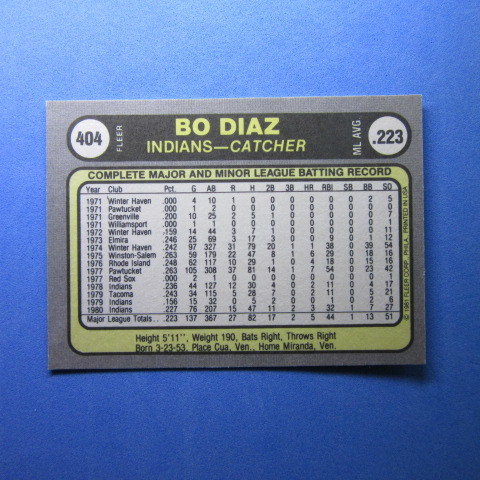 404
FLEER
BO DIAZ
INDIANS—CATCHER
ML AVG
.223
COMPLETE MAJOR AND MINOR LEAGUE BATTING RECORD
Year Club Pct. G AB R H 2B 3B HR RBI SB BB SO
1971 Winter Haven .000 4 10 1 0 0 0 0 0 0 2 5
1971 Pawtucket .000 1 1 0 0 0 0 0 0 0 0 0
1971 Greenville .200 10 25 2 5 1 0 0 1 0 0 7
1971 Williamsport .000 1 2 0 0 0 0 0 0 0 0 0
1972 Winter Haven .159 14 44 3 7 1 0 0 0 0 0 11
1973 Elmira .246 25 69 3 17 3 0 0 9 0 5 12
1974 Winter Haven .242 97 327 31 79 20 1 1 38 0 39 54
1975 Winston-Salem .263 59 179 22 47 8 1 6 29 0 18 16
1976 Rhode Island .248 62 117 10 29 1 0 4 18 0 15 16
1977 Pawtucket .263 105 308 37 81 14 1 7 54 0 23 42
1977 Red Sox .000 2 1 0 0 0 0 0 0 0 0 1
1978 Indians .236 44 127 12 30 4 0 2 11 0 4 17
1979 Tacoma .243 34 115 5 28 7 0 2 11 0 5 21
1979 Indians .156 15 32 0 5 2 0 0 1 0 2 6
1980 Indians .227 76 207 15 47 11 2 3 32 1 7 27
Major League Totals . . .223 137 367 27 82 17 2 5 44 1 13 51
Height 5'11", Weight 190, Bats Right, Throws Right
Born 3-23-53, Place Cua, Ven., Home Miranda, Ven.
© 1981 FLEER CORP. PHILA. PRINTED IN USA